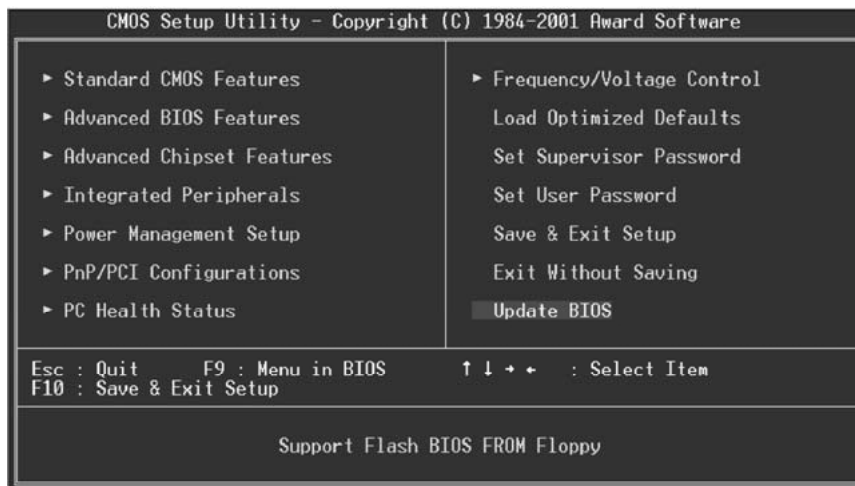 CMOS Setup Utility - Copyright (C) 1984-2001 Award Software
► Standard CMOS Features
► Advanced BIOS Features
► Advanced Chipset Features
► Integrated Peripherals
► Power Management Setup
► PnP/PCI Configurations
► PC Health Status
► Frequency/Voltage Control
Load Optimized Defaults
Set Supervisor Password
Set User Password
Save & Exit Setup
Exit Without Saving
Update BIOS
Esc : Quit F9 : Menu in BIOS ↑ ↓ → ← : Select Item
F10 : Save & Exit Setup
Support Flash BIOS FROM Floppy